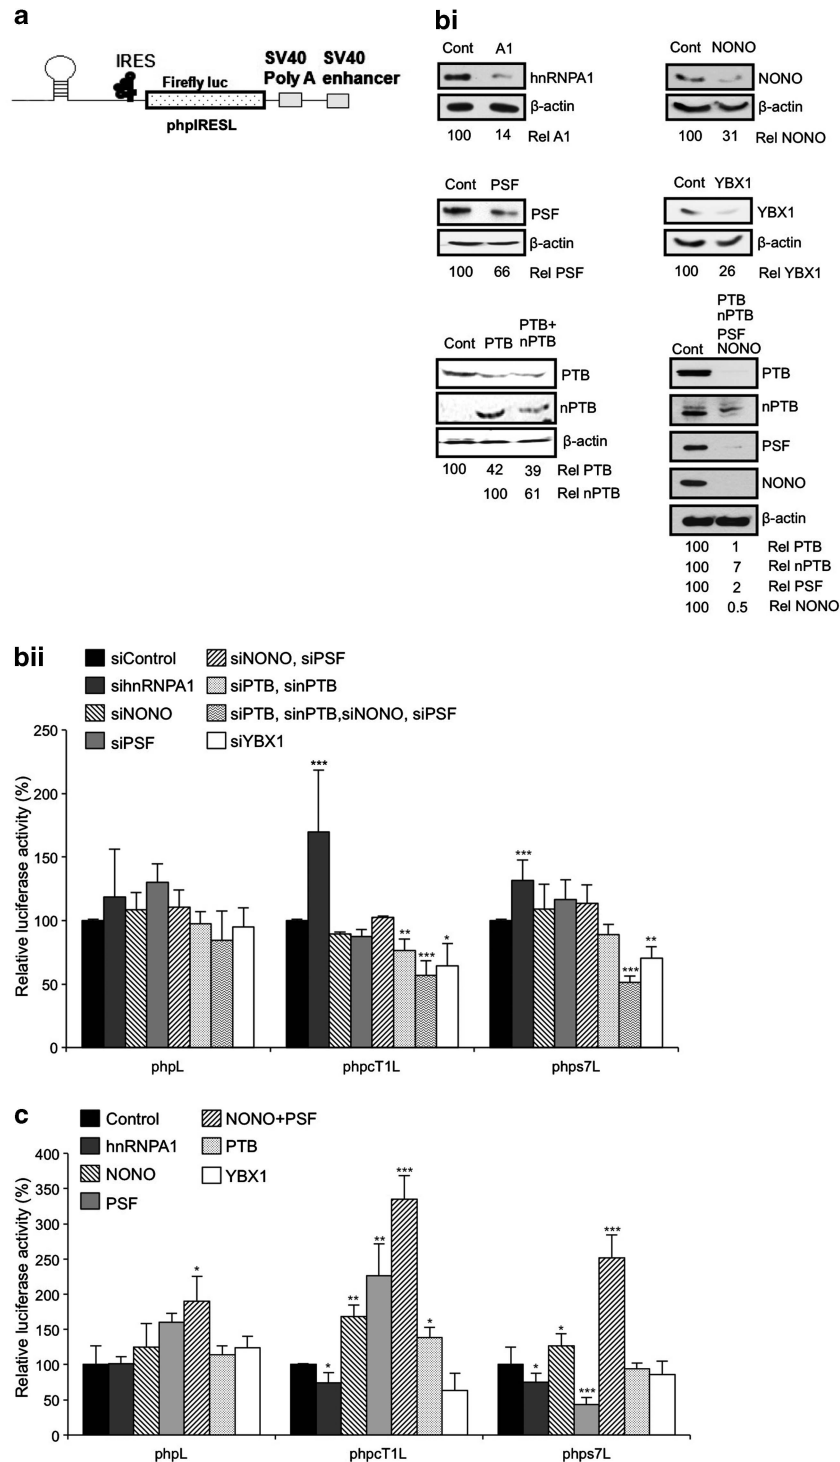 a
IRES
Firefly luc
SV40
Poly A
SV40
enhancer
phpIRESL
bi
Cont A1
hnRNPA1
β-actin
100 14 Rel A1
Cont NONO
NONO
β-actin
100 31 Rel NONO
Cont PSF
PSF
β-actin
100 66 Rel PSF
Cont YBX1
YBX1
β-actin
100 26 Rel YBX1
Cont PTB PTB+
nPTB
PTB
nPTB
β-actin
100 42 39 Rel PTB
100 61 Rel nPTB
PTB
nPTB
PSF
Cont NONO
PTB
nPTB
PSF
NONO
β-actin
100 1 Rel PTB
100 7 Rel nPTB
100 2 Rel PSF
100 0.5 Rel NONO
bii
siControl
sihnRNPA1
siNONO
siPSF
siNONO, siPSF
siPTB, sinPTB
siPTB, sinPTB,siNONO, siPSF
siYBX1
Relative luciferase activity (%)
250
200
150
100
50
0
***
**
***
*
***
***
**
phpL
phpcT1L
phps7L
c
Control
hnRNPA1
NONO
PSF
NONO+PSF
PTB
YBX1
Relative luciferase activity (%)
400
350
300
250
200
150
100
50
0
*
*
**
**
***
*
*
*
***
***
phpL
phpcT1L
phps7L